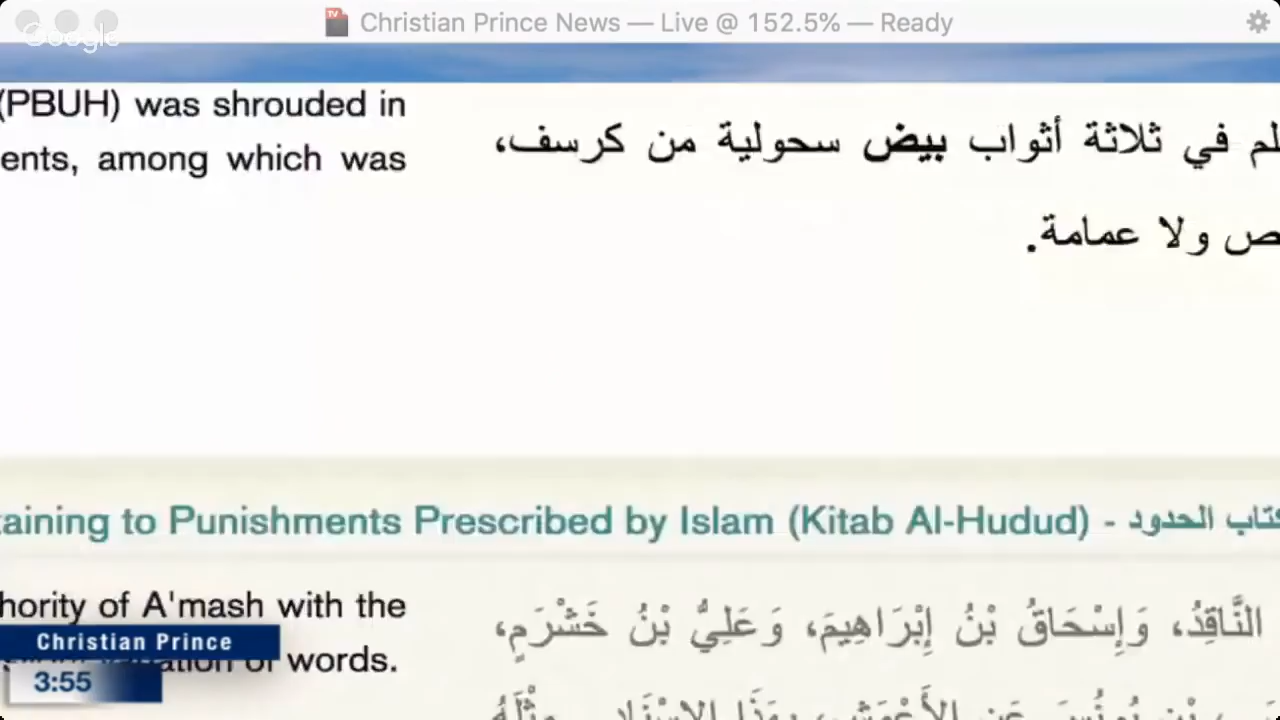 Google
Christian Prince News — Live @ 152.5% — Ready
(PBUH) was shrouded in
ents, among which was
لم في ثلاثة أثواب بيض سحولية من كرسف،
ص ولا عمامة.
taining to Punishments Prescribed by Islam (Kitab Al-Hudud) - كتاب الحدود
hority of A'mash with the
words.
النَّاقِدُ، وَإِسْحَاقُ بْنُ إِبْرَاهِيمَ، وَعَلِيُّ بْنُ خَشْرَمٍ،
Christian Prince
3:55